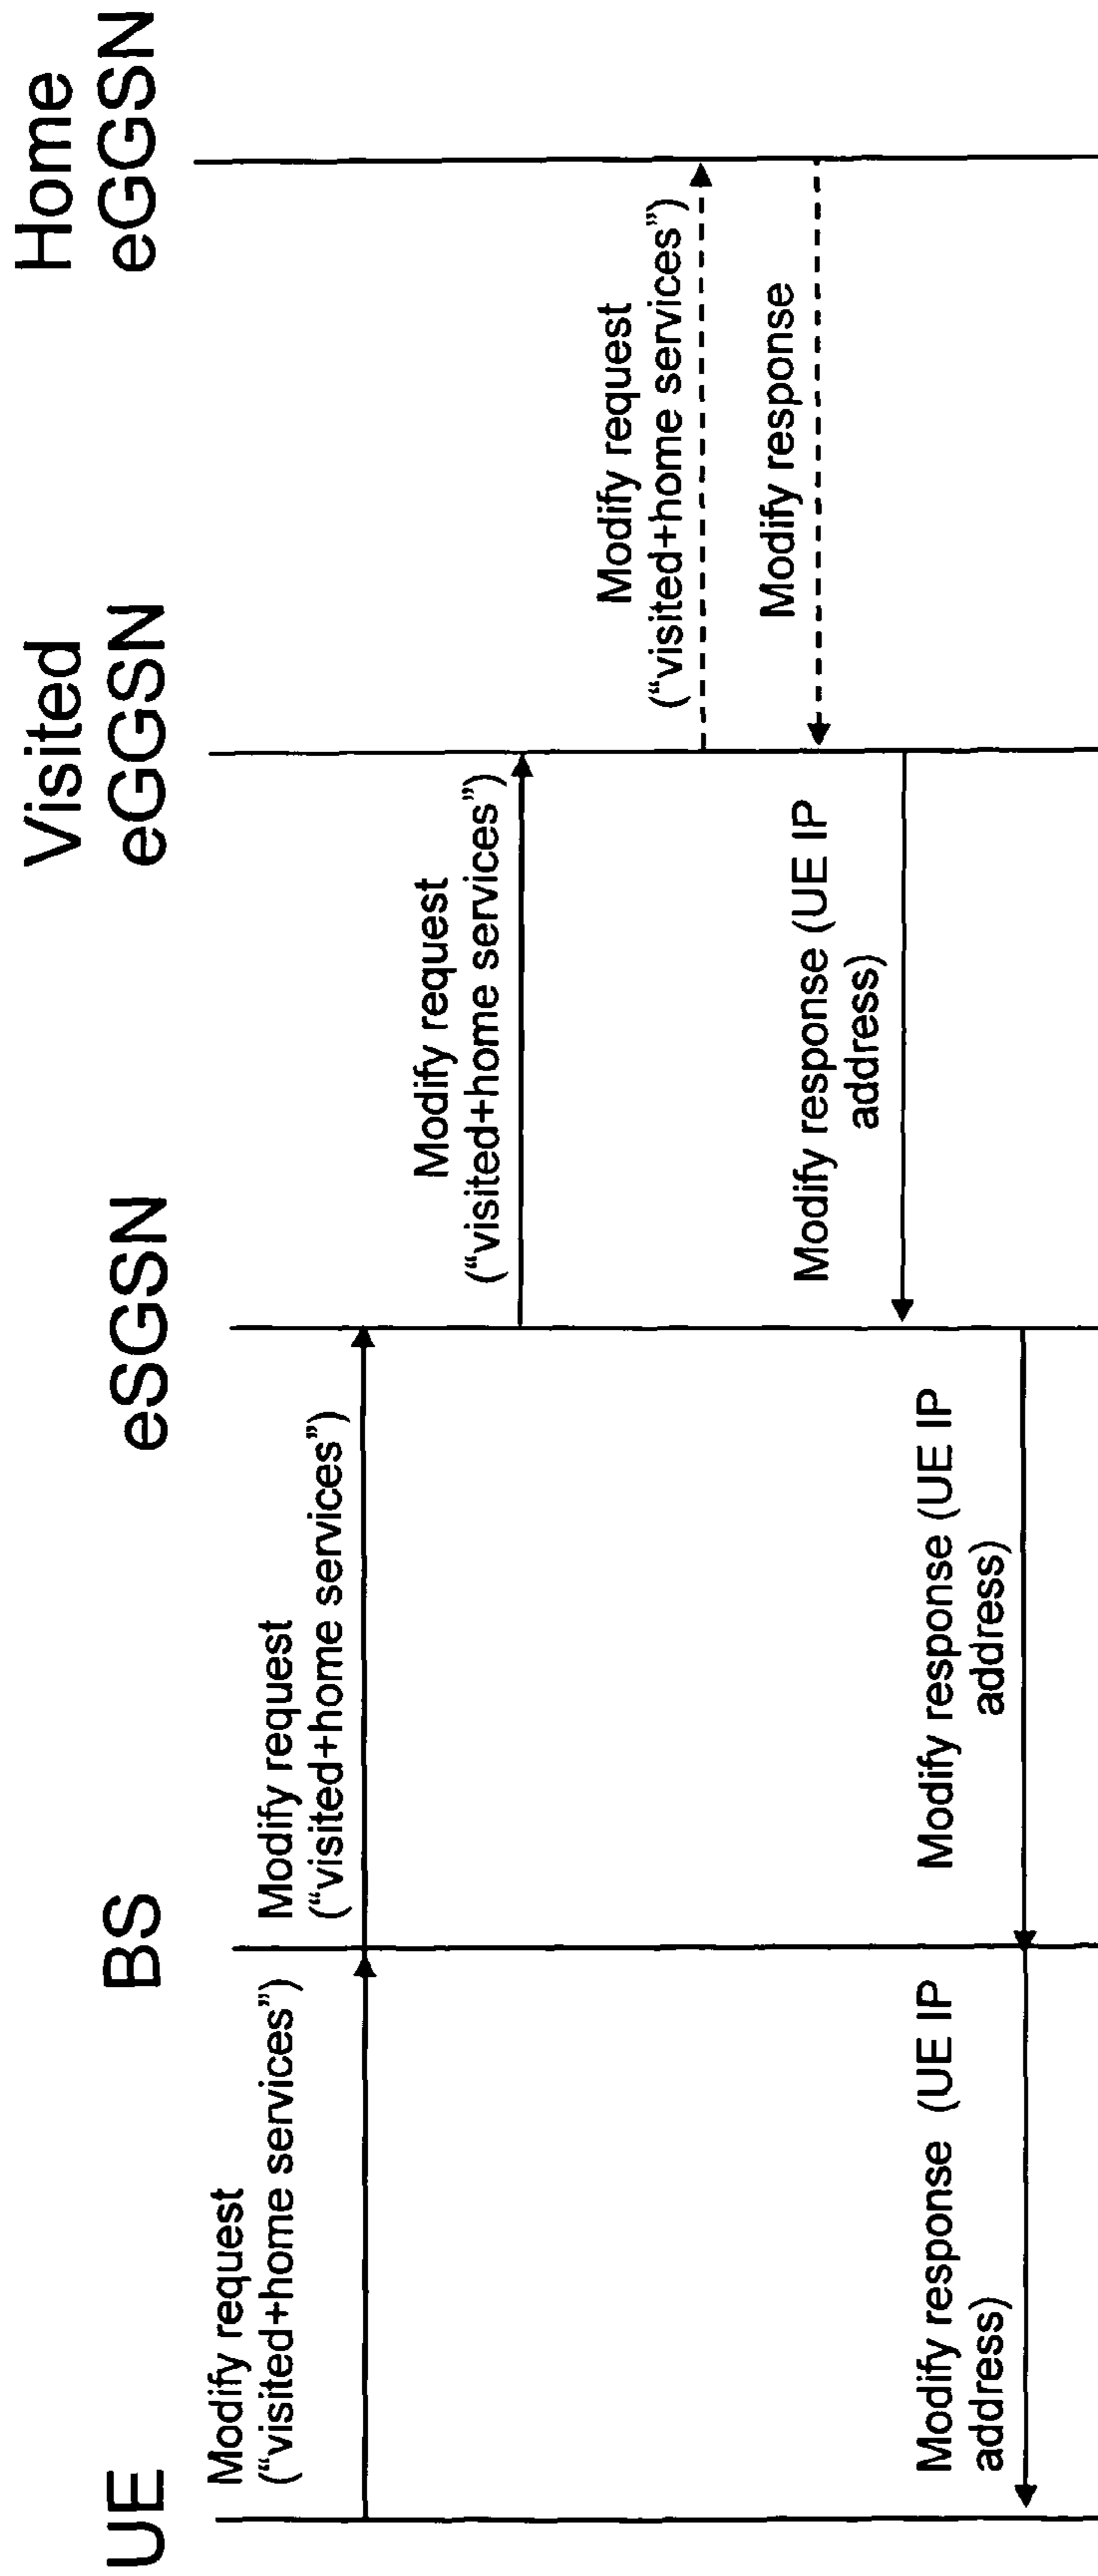 UE
BS
eSGSN
Visited
eGGSN
Home
eGGSN
Modify request
(“visited+home services”)
Modify request
(“visited+home services”)
Modify request
(“visited+home services”)
Modify request
(“visited+home services”)
Modify response
Modify response (UE IP
address)
Modify response (UE IP
address)
Modify response (UE IP
address)